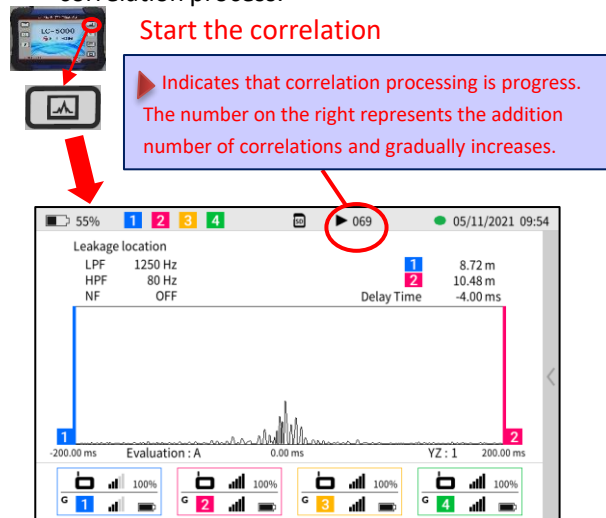 correlation process.
LC-5000
Start the correlation
Indicates that correlation processing is progress.
The number on the right represents the addition
number of correlations and gradually increases.
55% 1 2 3 4 SD 069 05/11/2021 09:54
Leakage location
LPF 1250 Hz 1 8.72 m
HPF 80 Hz 2 10.48 m
NF OFF Delay Time -4.00 ms
1 2
-200.00 ms Evaluation : A 0.00 ms YZ : 1 200.00 ms
100% 100% 100% 100%
G 1 G 2 G 3 G 4